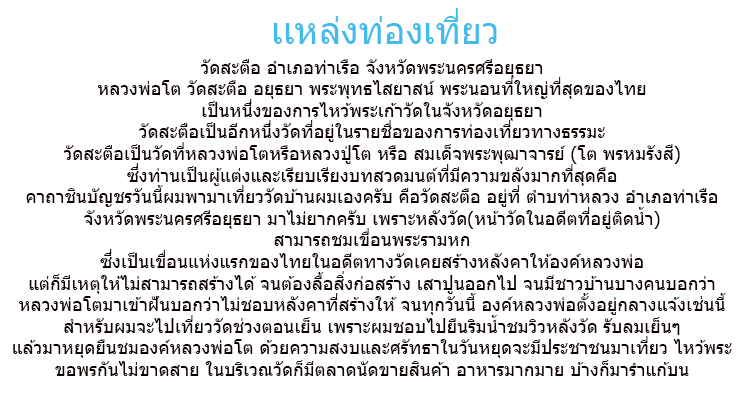 แหล่งท่องเที่ยว
วัดสะตือ อำเภอท่าเรือ จังหวัดพระนครศรีอยุธยา
หลวงพ่อโต วัดสะตือ อยุธยา พระพุทธไสยาสน์ พระนอนที่ใหญ่ที่สุดของไทย
เป็นหนึ่งของการไหว้พระเก้าวัดในจังหวัดอยุธยา
วัดสะตือเป็นอีกหนึ่งวัดที่อยู่ในรายชื่อของการท่องเที่ยวทางธรรมะ
วัดสะตือเป็นวัดที่หลวงพ่อโตหรือหลวงปู่โต หรือ สมเด็จพระพุฒาจารย์ (โต พรหมรังสี)
ซึ่งท่านเป็นผู้แต่งและเรียบเรียงบทสวดมนต์ที่มีความขลังมากที่สุดคือ
คาถาชินบัญชรวันนี้ผมพามาเที่ยววัดบ้านผมเองครับ คือวัดสะตือ อยู่ที่ ตำบท่าหลวง อำเภอท่าเรือ
จังหวัดพระนครศรีอยุธยา มาไม่ยากครับ เพราะหลังวัด(หน้าวัดในอดีตที่อยู่ติดน้ำ)
สามารถชมเขื่อนพระรามหก
ซึ่งเป็นเขื่อนแห่งแรกของไทยในอดีตทางวัดเคยสร้างหลังคาให้องค์หลวงพ่อ
แต่ก็มีเหตุให้ไม่สามารถสร้างได้ จนต้องลื้อสิ่งก่อสร้าง เสาปูนออกไป จนมีชาวบ้านบางคนบอกว่า
หลวงพ่อโตมาเข้าฝันบอกว่าไม่ชอบหลังคาที่สร้างให้ จนทุกวันนี้ องค์หลวงพ่อตั้งอยู่กลางแจ้งเช่นนี้
สำหรับผมจะไปเที่ยววัดช่วงตอนเย็น เพราะผมชอบไปยืนริมน้ำชมวิวหลังวัด รับลมเย็นๆ
แล้วมาหยุดยืนชมองค์หลวงพ่อโต ด้วยความสงบและศรัทธาในวันหยุดจะมีประชาชนมาเที่ยว ไหว้พระ
ขอพรกันไม่ขาดสาย ในบริเวณวัดก็มีตลาดนัดขายสินค้า อาหารมากมาย บ้างก็มารำแก้บน